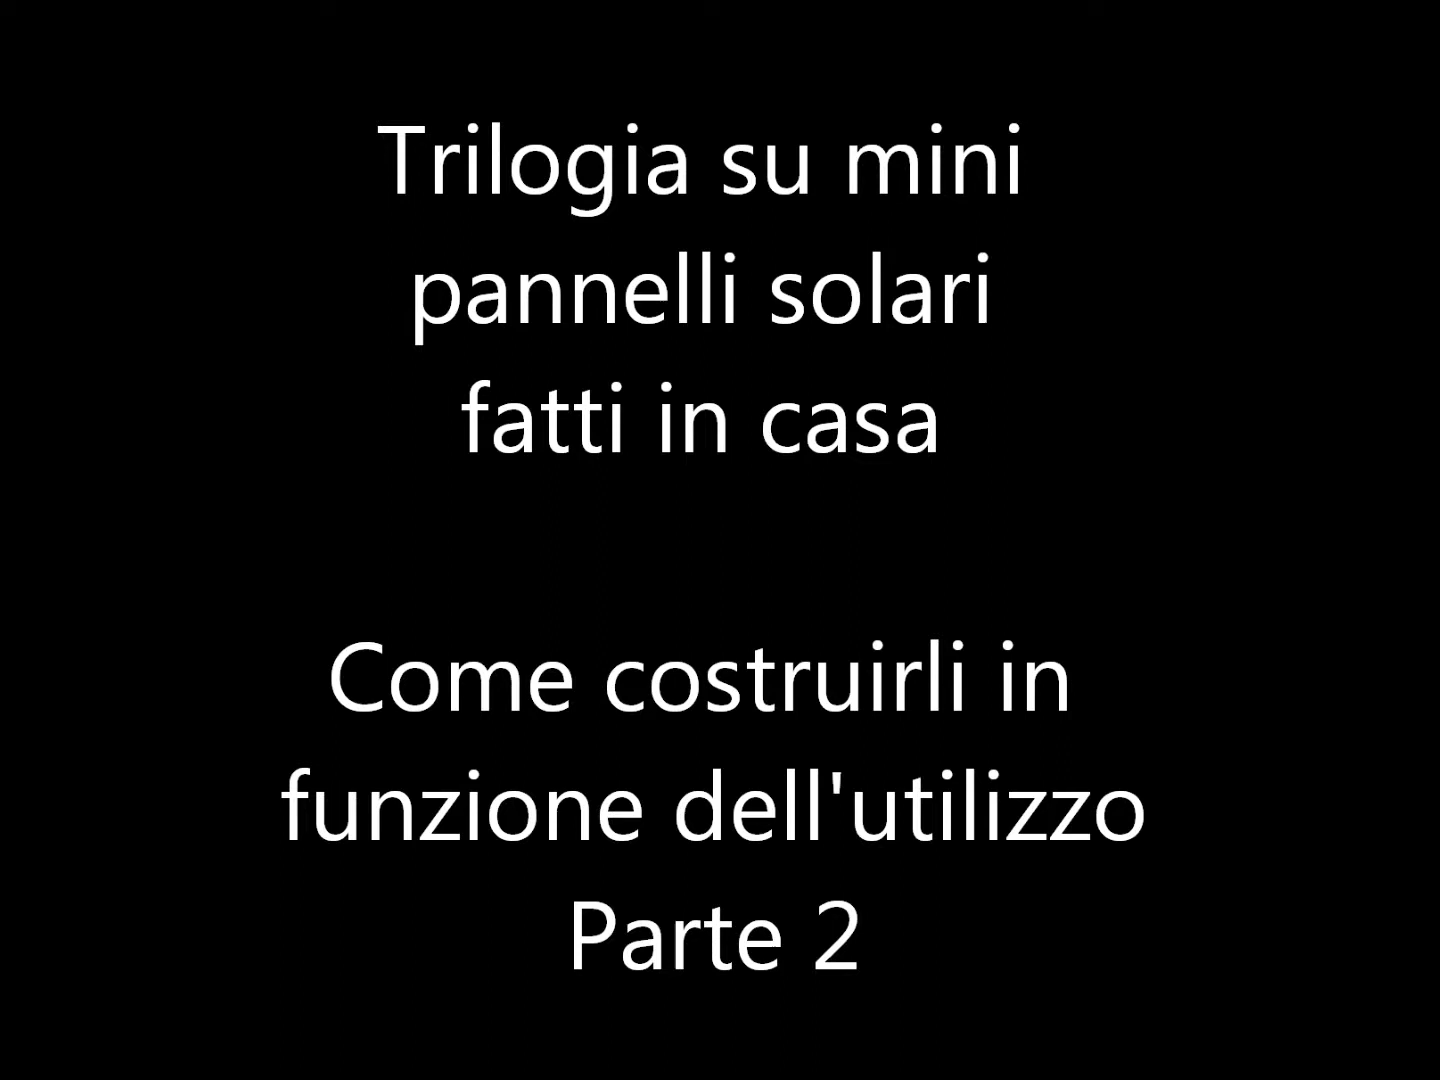 Trilogia su mini
pannelli solari
fatti in casa
Come costruirli in
funzione dell'utilizzo
Parte 2